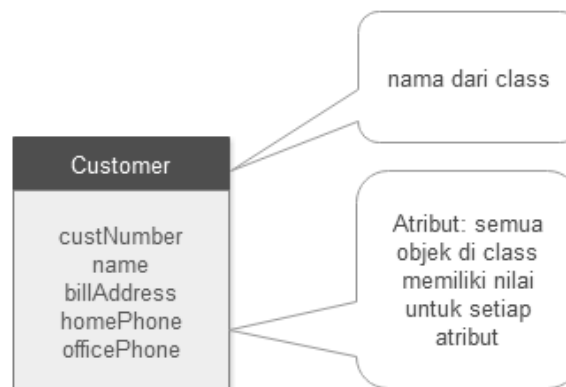 nama dari class
Customer
custNumber
name
billAddress
homePhone
officePhone
Atribut: semua
objek di class
memiliki nilai
untuk setiap
atribut